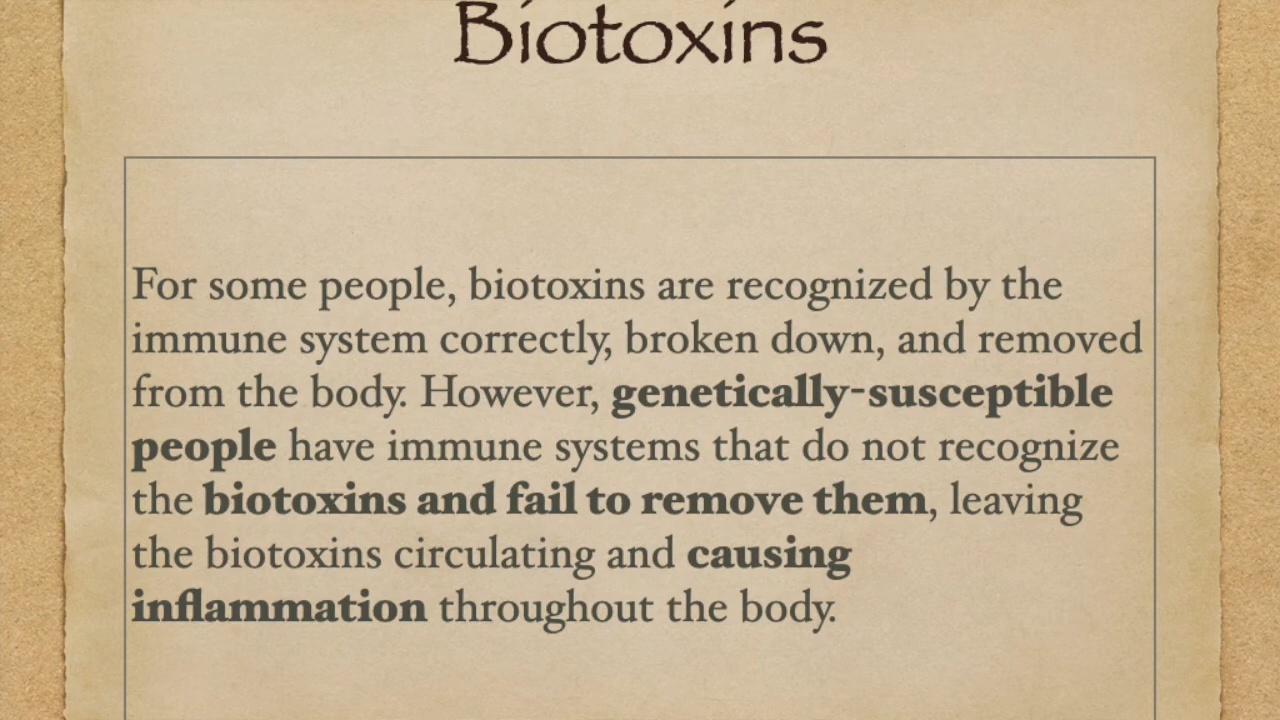 Biotoxins
For some people, biotoxins are recognized by the
immune system correctly, broken down, and removed
from the body. However, genetically-susceptible
people have immune systems that do not recognize
the biotoxins and fail to remove them, leaving
the biotoxins circulating and causing
inflammation throughout the body.